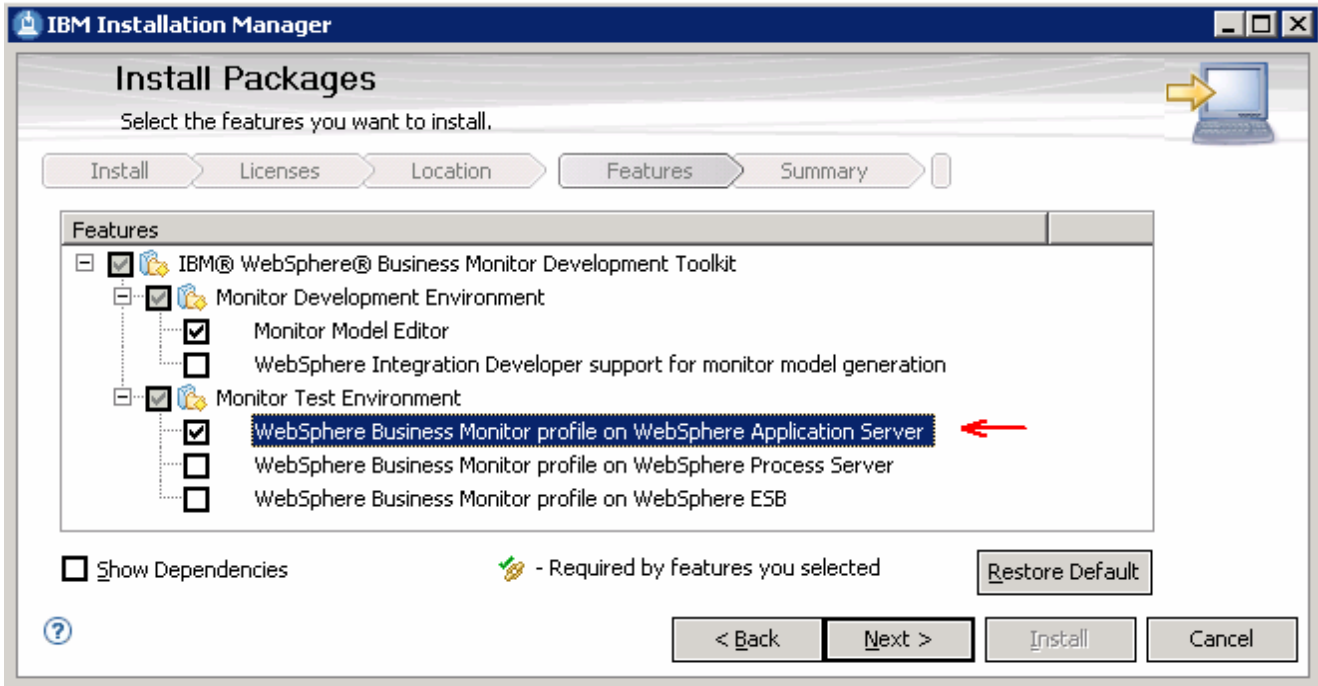 IBM Installation Manager
Install Packages
Select the features you want to install.
Install Licenses Location Features Summary
Features
IBM® WebSphere® Business Monitor Development Toolkit
Monitor Development Environment
Monitor Model Editor
WebSphere Integration Developer support for monitor model generation
Monitor Test Environment
WebSphere Business Monitor profile on WebSphere Application Server
WebSphere Business Monitor profile on WebSphere Process Server
WebSphere Business Monitor profile on WebSphere ESB
Show Dependencies - Required by features you selected Restore Default
? < Back Next > Install Cancel